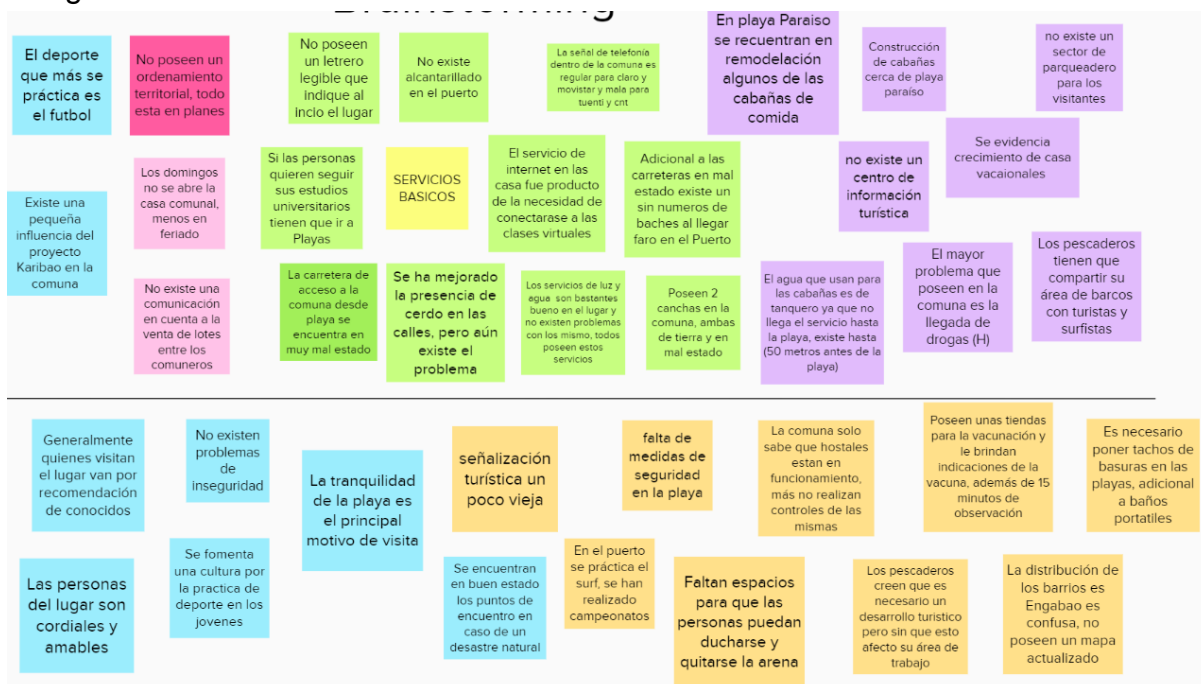 Brainstorming
El deporte
que más se
práctica es
el futbol
No poseen un
ordenamiento
territorial, todo
esta en planes
No poseen
un letrero
legible que
indique al
incio el lugar
No existe
alcantarillado
en el puerto
La señal de telefonía
dentro de la comuna es
regular para claro y
movistar y mala para
tuenti y cnt
En playa Paraiso
se recuentran en
remodelación
algunos de las
cabañas de
comida
Construcción
de cabañas
cerca de playa
paraíso
no existe un
sector de
parqueadero
para los
visitantes
Existe una
pequeña
influencia del
proyecto
Karibao en la
comuna
Los domingos
no se abre la
casa comunal,
menos en
feriado
Si las personas
quieren seguir
sus estudios
universitarios
tienen que ir a
Playas
SERVICIOS
BASICOS
El servicio de
internet en las
casa fue producto
de la necesidad de
conectarase a las
clases virtuales
Adicional a las
carreteras en mal
estado existe un
sin numeros de
baches al llegar
faro en el Puerto
no existe un
centro de
información
turística
Se evidencia
crecimiento de casa
vacaionales
No existe una
comunicación
en cuenta a la
venta de lotes
entre los
comuneros
La carretera de
acceso a la
comuna desde
playa se
encuentra en
muy mal estado
Se ha mejorado
la presencia de
cerdo en las
calles, pero aún
existe el
problema
Los servicios de luz y
agua son bastantes
bueno en el lugar y
no existen problemas
con los mismo, todos
poseen estos
servicios
Poseen 2
canchas en la
comuna, ambas
de tierra y en
mal estado
El agua que usan para
las cabañas es de
tanquero ya que no
llega el servicio hasta
la playa, existe hasta
(50 metros antes de la
playa)
El mayor
problema que
poseen en la
comuna es la
llegada de
drogas (H)
Los pescaderos
tienen que
compartir su
área de barcos
con turistas y
surfistas
Generalmente
quienes visitan
el lugar van por
recomendación
de conocidos
No existen
problemas
de
inseguridad
La tranquilidad
de la playa es
el principal
motivo de visita
señalización
turística un
poco vieja
falta de
medidas de
seguridad
en la playa
La comuna solo
sabe que hostales
estan en
funcionamiento,
más no realizan
controles de las
mismas
Poseen unas tiendas
para la vacunación y
le brindan
indicaciones de la
vacuna, además de 15
minutos de
observación
Es necesario
poner tachos de
basuras en las
playas, adicional
a baños
portatiles
Las personas
del lugar son
cordiales y
amables
Se fomenta
una cultura por
la practica de
deporte en los
jovenes
Se encuentran
en buen estado
los puntos de
encuentro en
caso de un
desastre natural
En el puerto
se práctica el
surf, se han
realizado
campeonatos
Faltan espacios
para que las
personas puedan
ducharse y
quitarse la arena
Los pescaderos
creen que es
necesario un
desarrollo turistico
pero sin que esto
afecto su área de
trabajo
La distribución de
los barrios es
Engabao es
confusa, no
poseen un mapa
actualizado